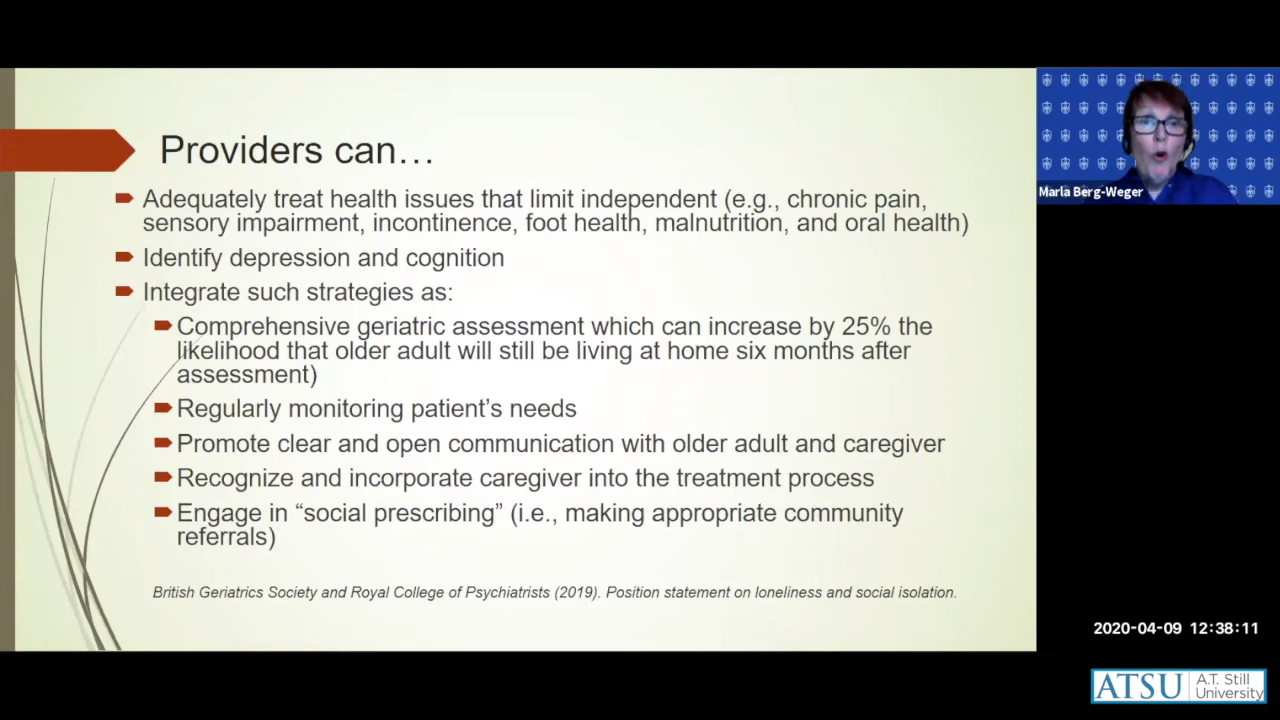 Providers can…
Adequately treat health issues that limit independent (e.g., chronic pain,
sensory impairment, incontinence, foot health, malnutrition, and oral health)
Identify depression and cognition
Integrate such strategies as:
Comprehensive geriatric assessment which can increase by 25% the
likelihood that older adult will still be living at home six months after
assessment)
Regularly monitoring patient's needs
Promote clear and open communication with older adult and caregiver
Recognize and incorporate caregiver into the treatment process
Engage in “social prescribing” (i.e., making appropriate community
referrals)
British Geriatrics Society and Royal College of Psychiatrists (2019). Position statement on loneliness and social isolation.
Marla Berg-Weger
2020-04-09 12:38:11
ATSU
A.T. Still
University